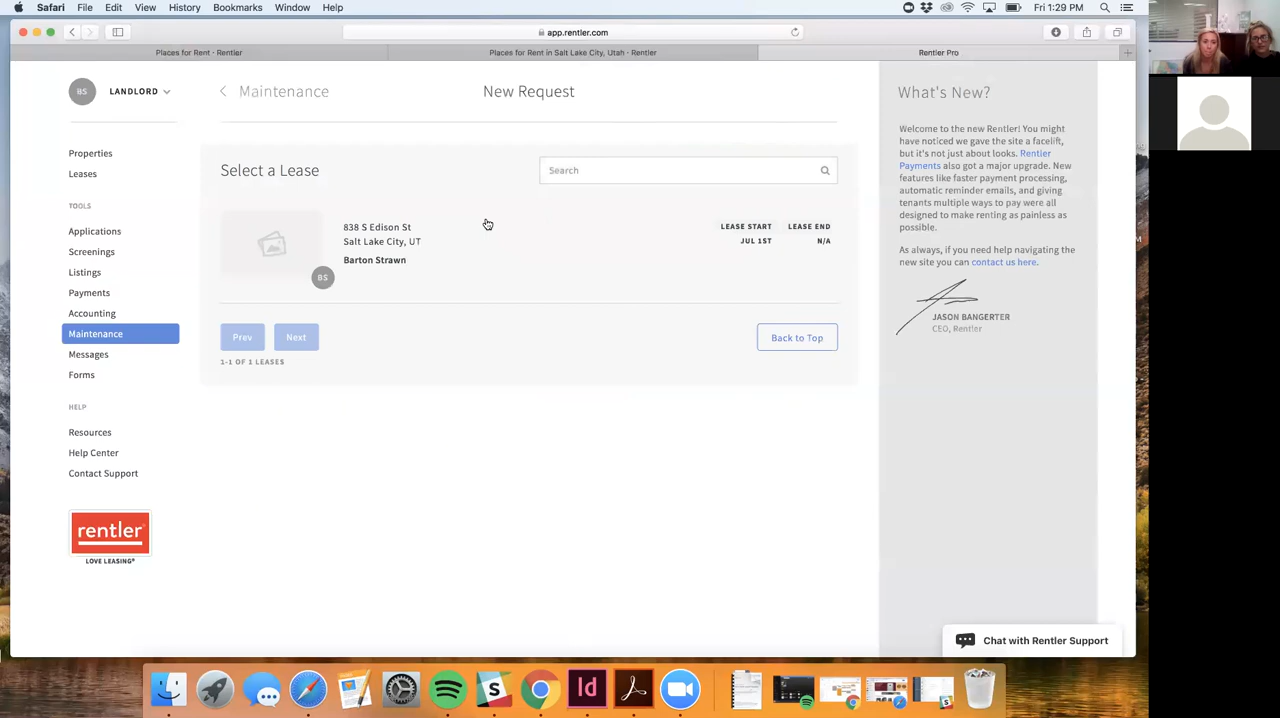 Safari File Edit View History Bookmarks Window Help
Fri 1:29 PM
app.rentler.com
Places for Rent - Rentler
Places for Rent in Salt Lake City, Utah - Rentler
Rentler Pro
BS LANDLORD
Maintenance
New Request
What's New?
Properties
Leases
TOOLS
Applications
Screenings
Listings
Payments
Accounting
Maintenance
Messages
Forms
HELP
Resources
Help Center
Contact Support
rentler
LOVE LEASING®
Select a Lease
Search
838 S Edison St
Salt Lake City, UT
Barton Strawn
BS
LEASE START LEASE END
JUL 1ST N/A
Prev Next
Back to Top
1-1 OF 1 LEASES
Welcome to the new Rentler! You might
have noticed we gave the site a facelift,
but it's not just about looks. Rentler
Payments also got a major upgrade. New
features like faster payment processing,
automatic reminder emails, and giving
tenants multiple ways to pay were all
designed to make renting as painless as
possible.
As always, if you need help navigating the
new site you can contact us here.
JASON BANGERTER
CEO, Rentler
Chat with Rentler Support
Id